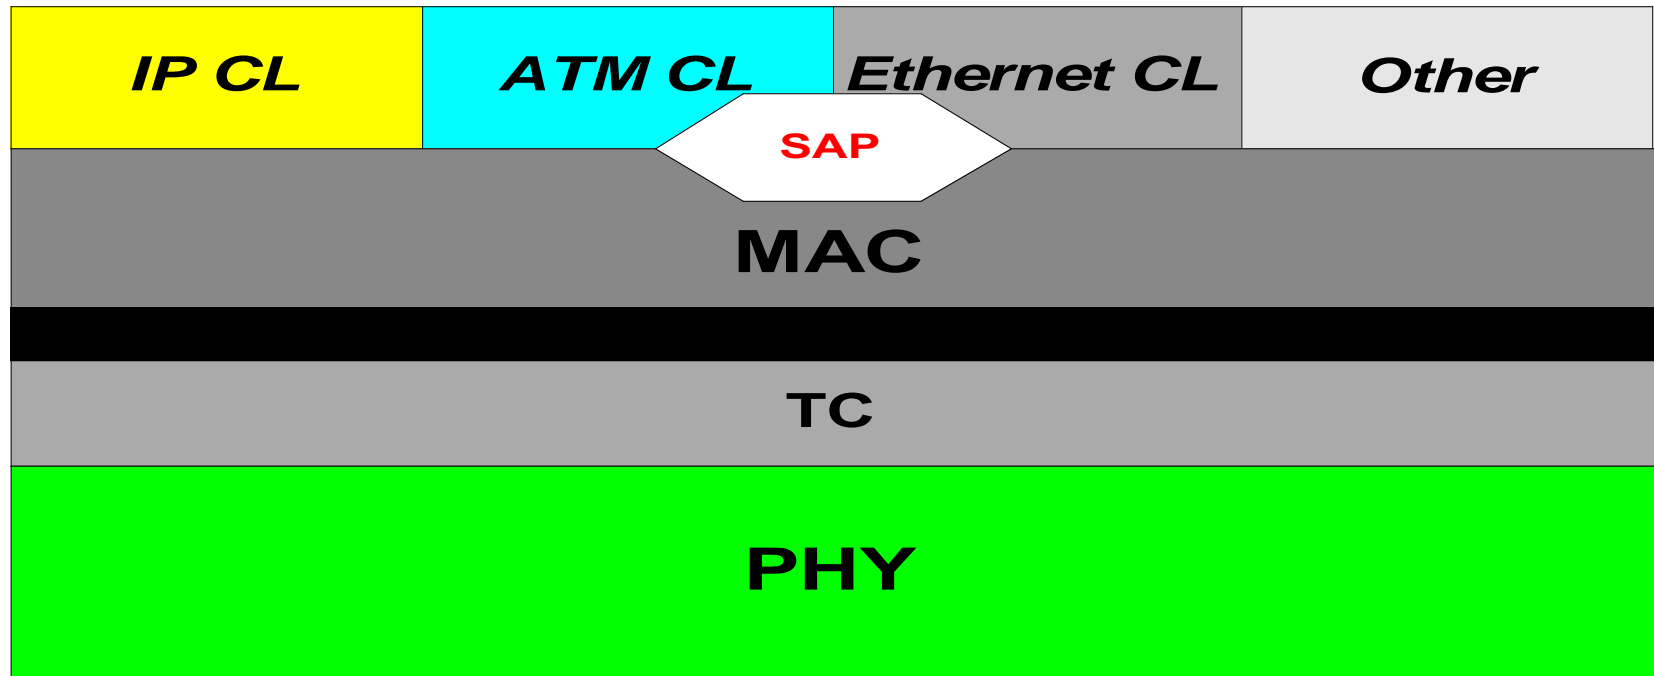 IP CL
ATM CL
Ethernet CL
Other
SAP
MAC
TC
PHY